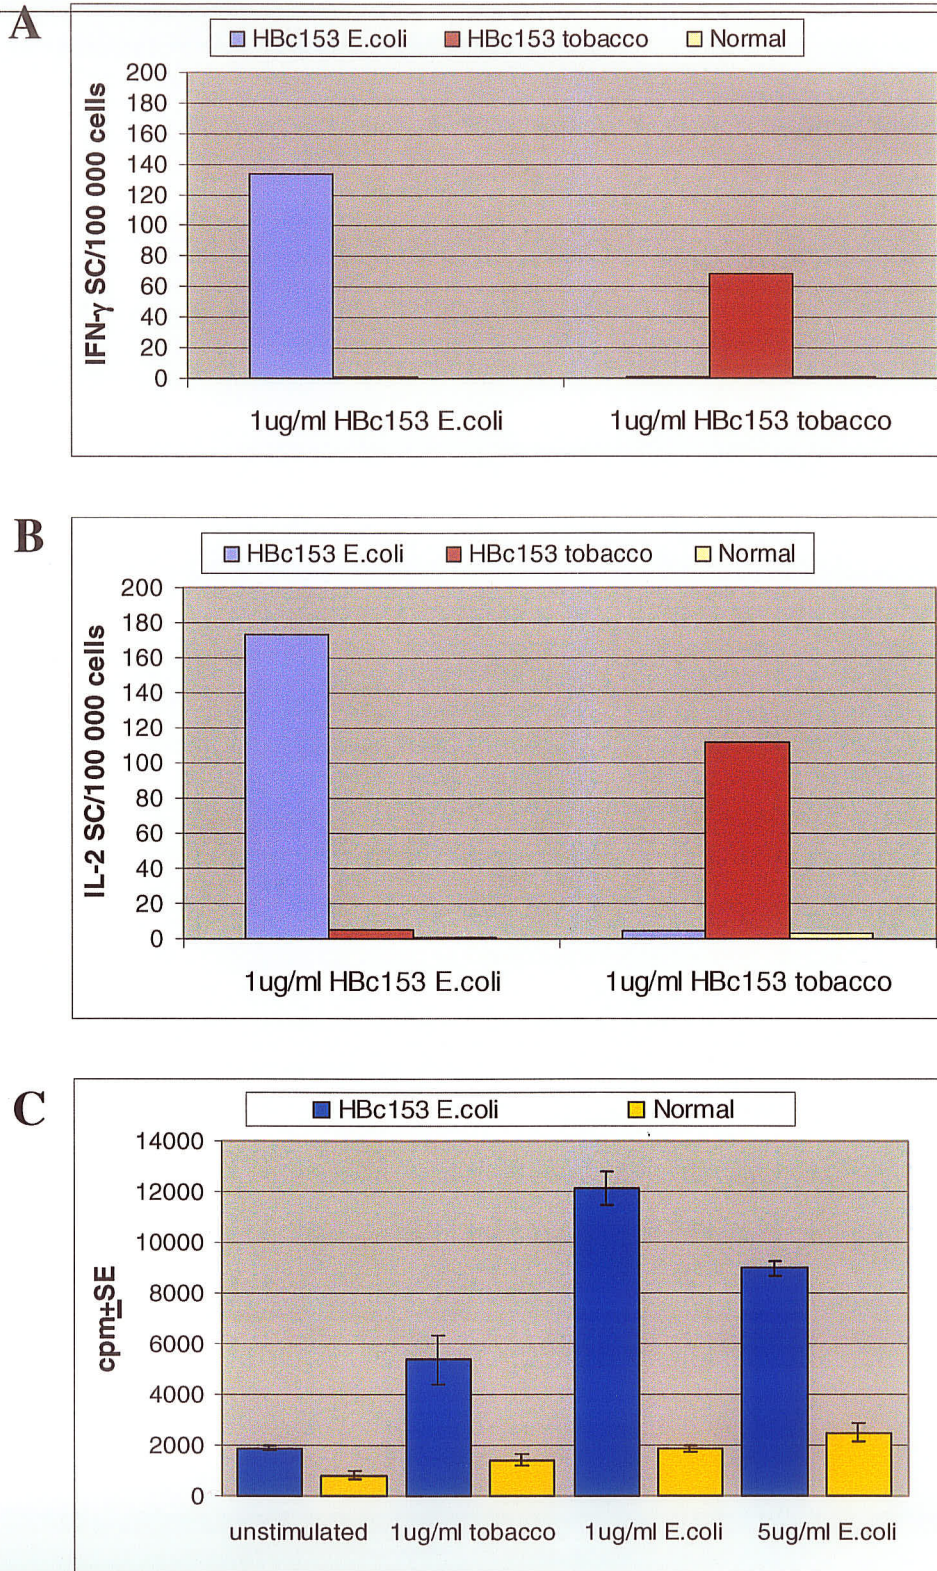 A
HBc153 E.coli HBc153 tobacco Normal
IFN-γ SC/100 000 cells
200
180
160
140
120
100
80
60
40
20
0
1ug/ml HBc153 E.coli 1ug/ml HBc153 tobacco
B
HBc153 E.coli HBc153 tobacco Normal
IL-2 SC/100 000 cells
200
180
160
140
120
100
80
60
40
20
0
1ug/ml HBc153 E.coli 1ug/ml HBc153 tobacco
C
HBc153 E.coli Normal
cpm±SE
14000
12000
10000
8000
6000
4000
2000
0
unstimulated 1ug/ml tobacco 1ug/ml E.coli 5ug/ml E.coli